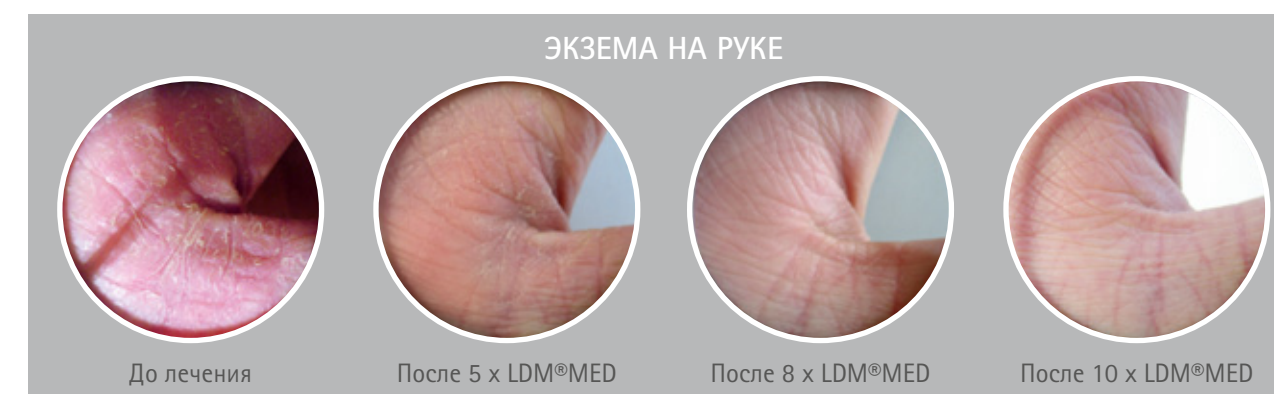 ЭКЗЕМА НА РУКЕ
До лечения
После 5 x LDM®MED
После 8 x LDM®MED
После 10 x LDM®MED